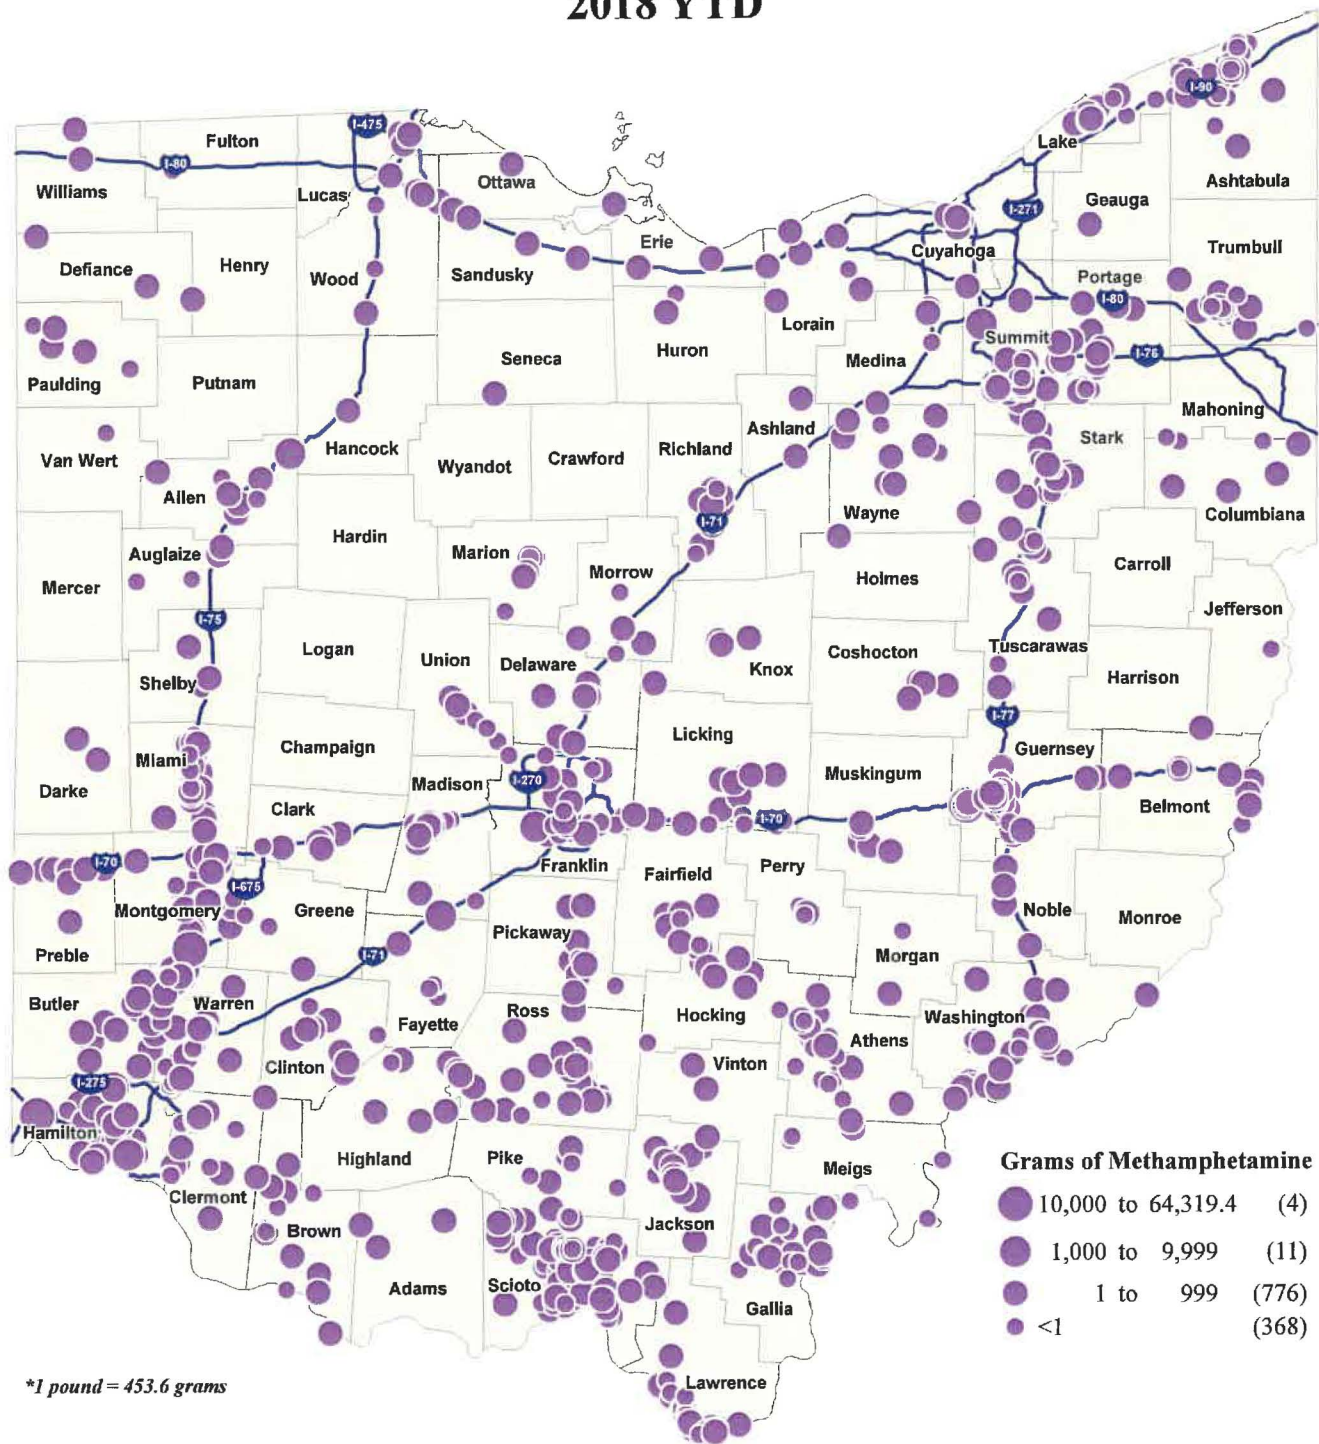 2018 YTD
I-90
I-475
Fulton
Lake
I-80
Ottawa
Williams
Lucas
Ashtabula
Geauga
I-271
Erie
Cuyahoga
Trumbull
Defiance
Henry
Wood
Sandusky
Portage
I-80
Lorain
Summit
Huron
Seneca
Medina
I-76
Paulding
Putnam
Mahoning
Ashland
Stark
Richland
Hancock
Van Wert
Wyandot
Crawford
Allen
Wayne
Columbiana
I-71
Hardin
Auglaize
Marion
Carroll
Morrow
Holmes
Mercer
Jefferson
I-75
Logan
Tuscarawas
Coshocton
Union
Delaware
Knox
Harrison
Shelby
I-77
Licking
Champaign
Guernsey
Miami
Muskingum
I-270
Madison
Darke
Belmont
Clark
I-70
I-70
Franklin
Perry
Fairfield
I-675
Montgomery
Greene
Noble
Monroe
Pickaway
I-71
Preble
Morgan
Butler
Warren
Ross
Hocking
Washington
Fayette
Athens
Vinton
Clinton
I-275
Hamilton
Highland
Pike
Meigs
Clermont
Jackson
Brown
Adams
Scioto
Gallia
Lawrence
Grams of Methamphetamine
10,000 to 64,319.4 (4)
1,000 to 9,999 (11)
1 to 999 (776)
<1 (368)
*1 pound = 453.6 grams